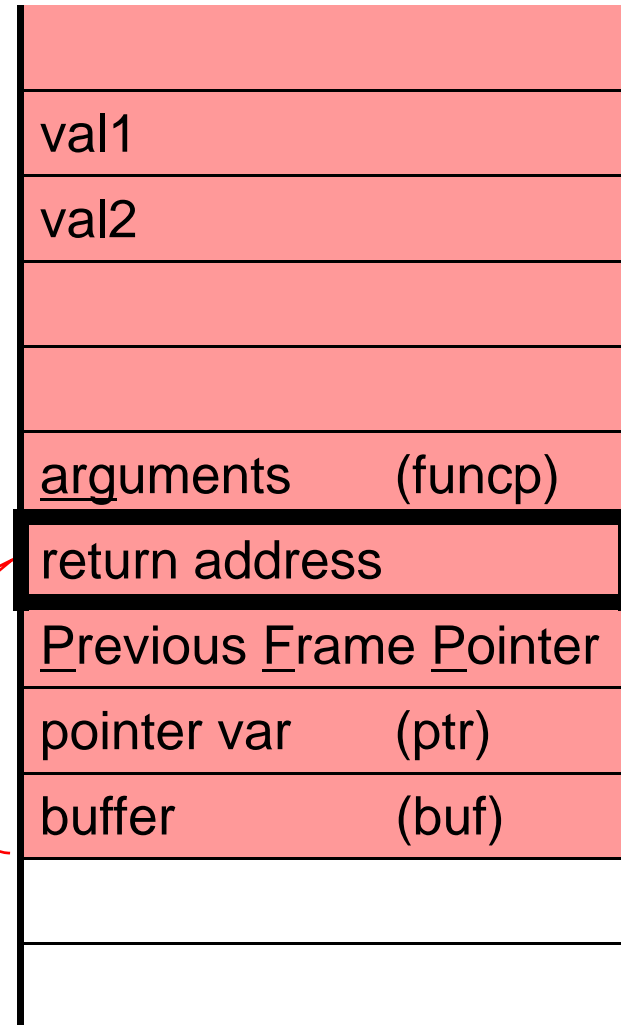 val1
val2
arguments (funcp)
return address
Previous Frame Pointer
pointer var (ptr)
buffer (buf)